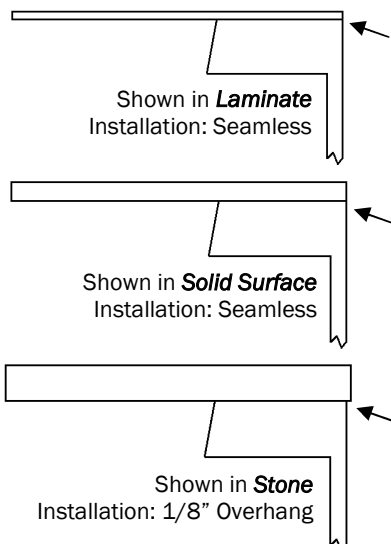 Shown in Laminate
Installation: Seamless
Shown in Solid Surface
Installation: Seamless
Shown in Stone
Installation: 1/8” Overhang